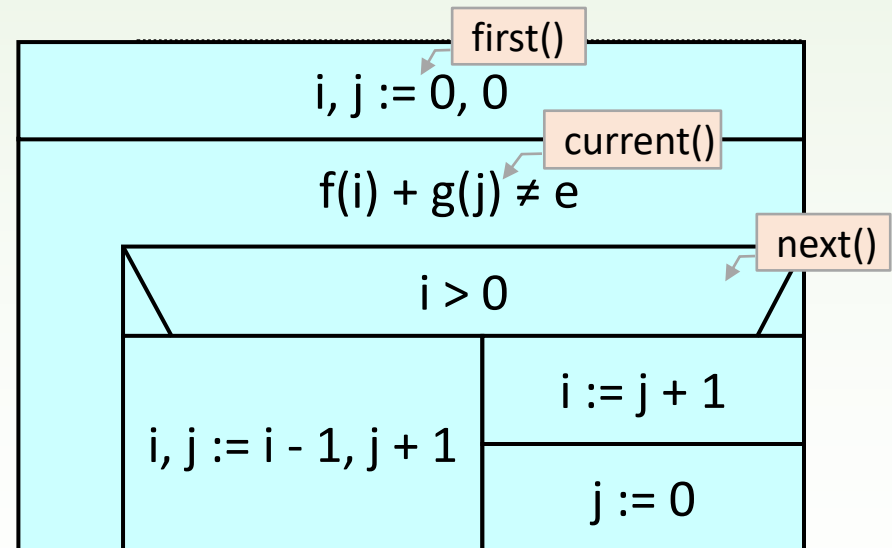 first()
i, j := 0, 0
current()
f(i) + g(j) ≠ e
next()
i > 0
i, j := i - 1, j + 1
i := j + 1
j := 0